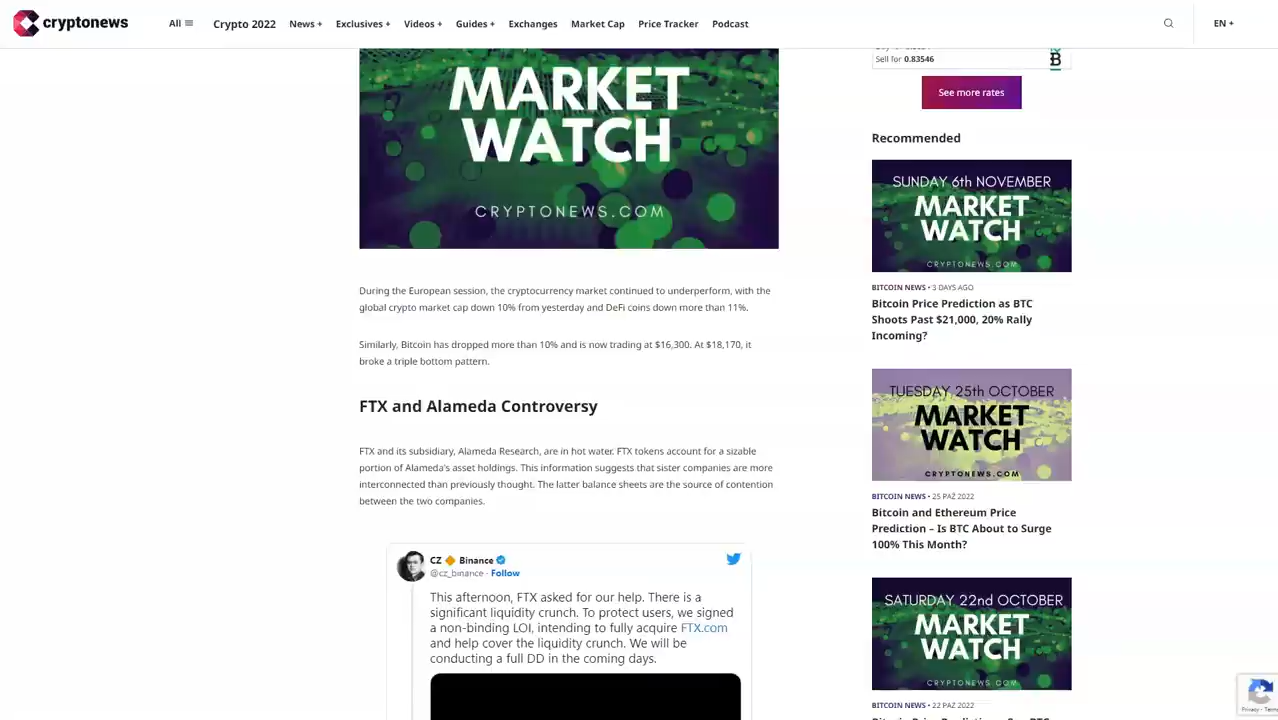 cryptonews
All
Crypto 2022
News +
Exclusives +
Videos +
Guides +
Exchanges
Market Cap
Price Tracker
Podcast
EN +
MARKET
WATCH
CRYPTONEWS.COM
During the European session, the cryptocurrency market continued to underperform, with the
global crypto market cap down 10% from yesterday and DeFi coins down more than 11%.
Similarly, Bitcoin has dropped more than 10% and is now trading at $16,300. At $18,170, it
broke a triple bottom pattern.
FTX and Alameda Controversy
FTX and its subsidiary, Alameda Research, are in hot water. FTX tokens account for a sizable
portion of Alameda's asset holdings. This information suggests that sister companies are more
interconnected than previously thought. The latter balance sheets are the source of contention
between the two companies.
CZ Binance
@cz_binance · Follow
This afternoon, FTX asked for our help. There is a
significant liquidity crunch. To protect users, we signed
a non-binding LOI, intending to fully acquire FTX.com
and help cover the liquidity crunch. We will be
conducting a full DD in the coming days.
Sell for 0.83546
See more rates
Recommended
SUNDAY 6th NOVEMBER
MARKET
WATCH
CRYPTONEWS.COM
BITCOIN NEWS • 3 DAYS AGO
Bitcoin Price Prediction as BTC
Shoots Past $21,000, 20% Rally
Incoming?
TUESDAY 25th OCTOBER
MARKET
WATCH
CRYPTONEWS.COM
BITCOIN NEWS • 25 PAŹ 2022
Bitcoin and Ethereum Price
Prediction – Is BTC About to Surge
100% This Month?
SATURDAY 22nd OCTOBER
MARKET
WATCH
CRYPTONEWS.COM
BITCOIN NEWS • 22 PAŹ 2022
Privacy - Terms